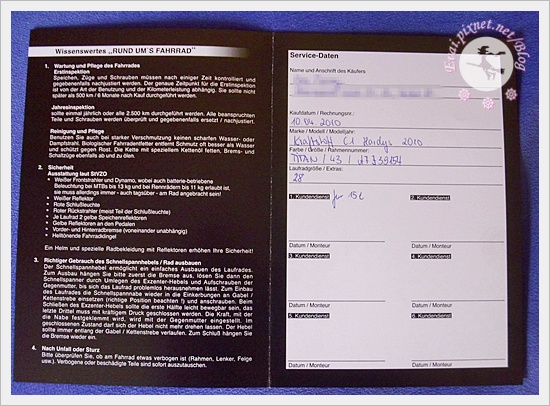 Wissenswertes „RUND UM'S FAHRRAD"
1. Wartung und Pflege des Fahrrades
Erstinspektion
Speichen, Züge und Schrauben müssen nach einiger Zeit kontrolliert und
gegebenenfalls nachjustiert werden. Der genaue Zeitpunkt für die Erstinspektion
ist von der Art der Benutzung und der Kilometerleistung abhängig. Sie sollte nicht
später als 500 km / 6 Monate nach Kauf durchgeführt werden.
Jahresinspektion
sollte einmal jährlich oder alle 2.500 km durchgeführt werden. Alle beanspruchten
Teile und Schrauben werden überprüft und gegebenenfalls ersetzt / nachjustiert.
Reinigung und Pflege
Benutzen Sie auch bei starker Verschmutzung keinen scharfen Wasser- oder
Dampfstrahl. Biologischer Fahrradreiniger entfernt Schmutz oft besser als Wasser
und schützt gegen Rost. Die Kette mit speziellem Kettenöl fetten, Brems- und
Schaltzüge ebenfalls ab und zu ölen.
2. Sicherheit
Ausstattung laut StVZO
• Weißer Frontstrahler und Dynamo, wobei auch batterie-betriebene
Beleuchtung bei MTBs bis 13 kg und bei Rennrädern bis 11 kg erlaubt ist,
sie muss allerdings immer - auch tagsüber - am Rad angebracht sein!
• Weißer Reflektor
• Rote Schlußleuchte
• Roter Rückstrahler (meist Teil der Schlußleuchte)
• Je Laufrad 2 gelbe Speichenreflektoren
• Gelbe Reflektoren an den Pedalen
• Vorder- und Hinterradbremse (voneinander unabhängig)
• Helltönende Fahrradklingel
Ein Helm und spezielle Radbekleidung mit Reflektoren erhöhen Ihre Sicherheit!
3. Richtiger Gebrauch des Schnellspannhebels / Rad ausbauen
Der Schnellspannhebel ermöglicht ein einfaches Ausbauen des Laufrades.
Zum Ausbau hängen Sie bitte zuerst die Bremse aus, lösen Sie dann den
Schnellspanner durch Umlegen des Exzenter-Hebels und Aufschrauben der
Gegenmutter, bis sich das Laufrad problemlos herausnehmen lässt. Zum Einbau
des Laufrades die Schnellspannnabe wieder in die Einkerbungen an Gabel /
Kettenstrebe einsetzen (richtige Position beachten !) und anschrauben. Beim
Schließen des Exzenter-Hebels sollte die erste Hälfte leicht bewegbar sein, das
letzte Drittel muss mit kräftigem Druck geschlossen werden. Die Kraft, mit der
die Nabe festgeklemmt wird, wird mit der Gegenmutter eingestellt. Im
geschlossenen Zustand darf sich der Hebel nicht mehr drehen lassen. Der Hebel
sollte immer entlang der Gabel / Kettenstrebe verlaufen. Zum Schluß hängen Sie
die Bremse wieder ein.
4. Nach Unfall oder Sturz
Bitte überprüfen Sie, ob am Fahrrad etwas verbogen ist (Rahmen, Lenker, Felge
usw.). Verbogene oder beschädigte Teile sind sofort auszutauschen.
Service-Daten
Name und Anschrift des Käufers
Kaufdatum / Rechnungsnr.:
10.04.2010
Marke / Modell / Modelljahr:
Kraftstoff C1 Hardys 2010
Farbe / Größe / Rahmennummer:
TITAN / 43 /
Laufradgröße / Extras:
28
1. Kundendienst für 15 €
2. Kundendienst
Datum / Monteur
Datum / Monteur
3. Kundendienst
4. Kundendienst
Datum / Monteur
Datum / Monteur
5. Kundendienst
6. Kundendienst
Datum / Monteur
Datum / Monteur